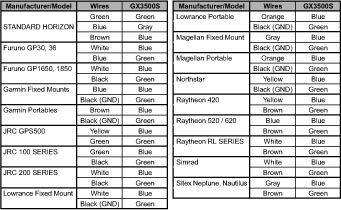 Manufacturer/Model Wires GX3500S
STANDARD HORIZON Green Green
Blue Gray
Brown Blue
Furuno GP30, 36 White Blue
Blue Green
Furuno GP1650, 1850 White Blue
Black Green
Garmin Fixed Mounts Blue Blue
Black (GND) Green
Garmin Portables Brown Blue
Black (GND) Green
JRC GPS500 Yellow Blue
Green Green
JRC 100 SERIES Green Blue
Black Green
JRC 200 SERIES White Blue
Black Green
Lowrance Fixed Mount White Blue
Black (GND) Green
Manufacturer/Model Wires GX3500S
Lowrance Portable Orange Blue
Black (GND) Green
Magellan Fixed Mount Gray Blue
Black (GND) Green
Magellan Portable Orange Blue
Black (GND) Green
Northstar Yellow Blue
Black (GND) Green
Raytheon 420 Yellow Blue
Brown Green
Raytheon 520 / 620 Blue Blue
Brown Green
Raytheon RL SERIES White Blue
Brown Green
Simrad White Blue
Brown Green
Sitex Neptune, Nautilus Gray Blue
Brown Green